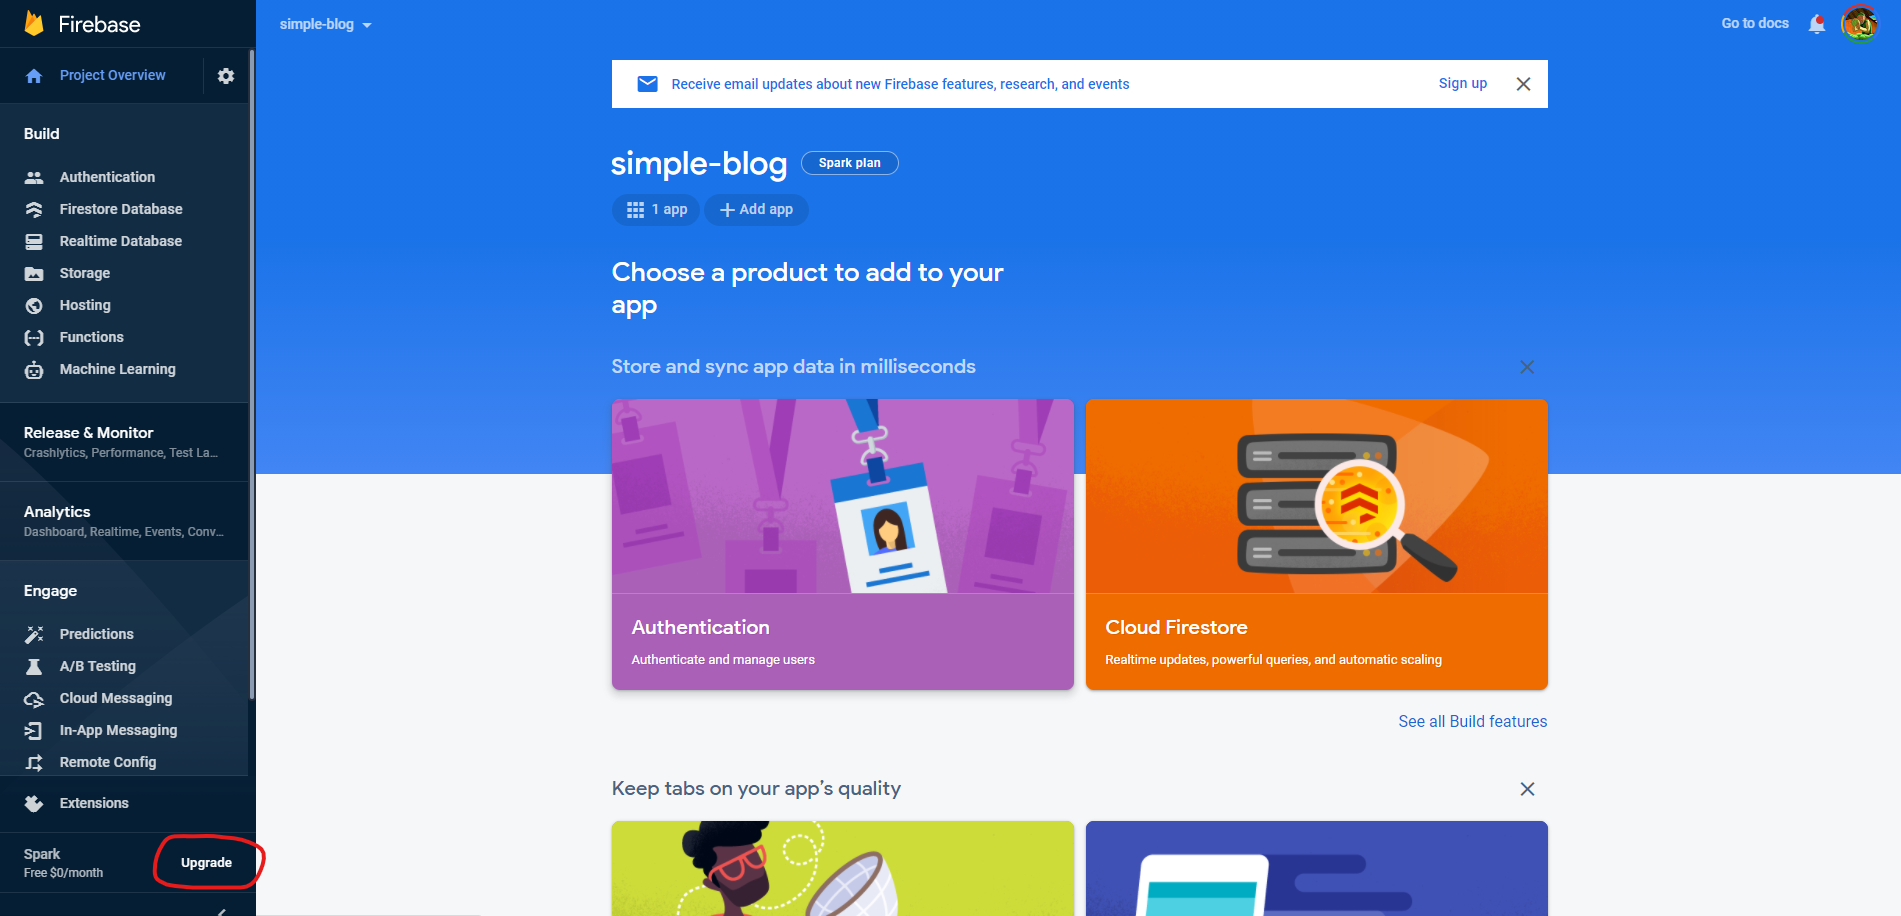 Firebase
simple-blog
Go to docs
Project Overview
Receive email updates about new Firebase features, research, and events
Sign up
Build
Authentication
Firestore Database
Realtime Database
Storage
Hosting
Functions
Machine Learning
Release & Monitor
Crashlytics, Performance, Test La...
Analytics
Dashboard, Realtime, Events, Conv...
Engage
Predictions
A/B Testing
Cloud Messaging
In-App Messaging
Remote Config
Extensions
Spark
Free $0/month
Upgrade
simple-blog
Spark plan
1 app
Add app
Choose a product to add to your
app
Store and sync app data in milliseconds
Authentication
Authenticate and manage users
Cloud Firestore
Realtime updates, powerful queries, and automatic scaling
See all Build features
Keep tabs on your app’s quality